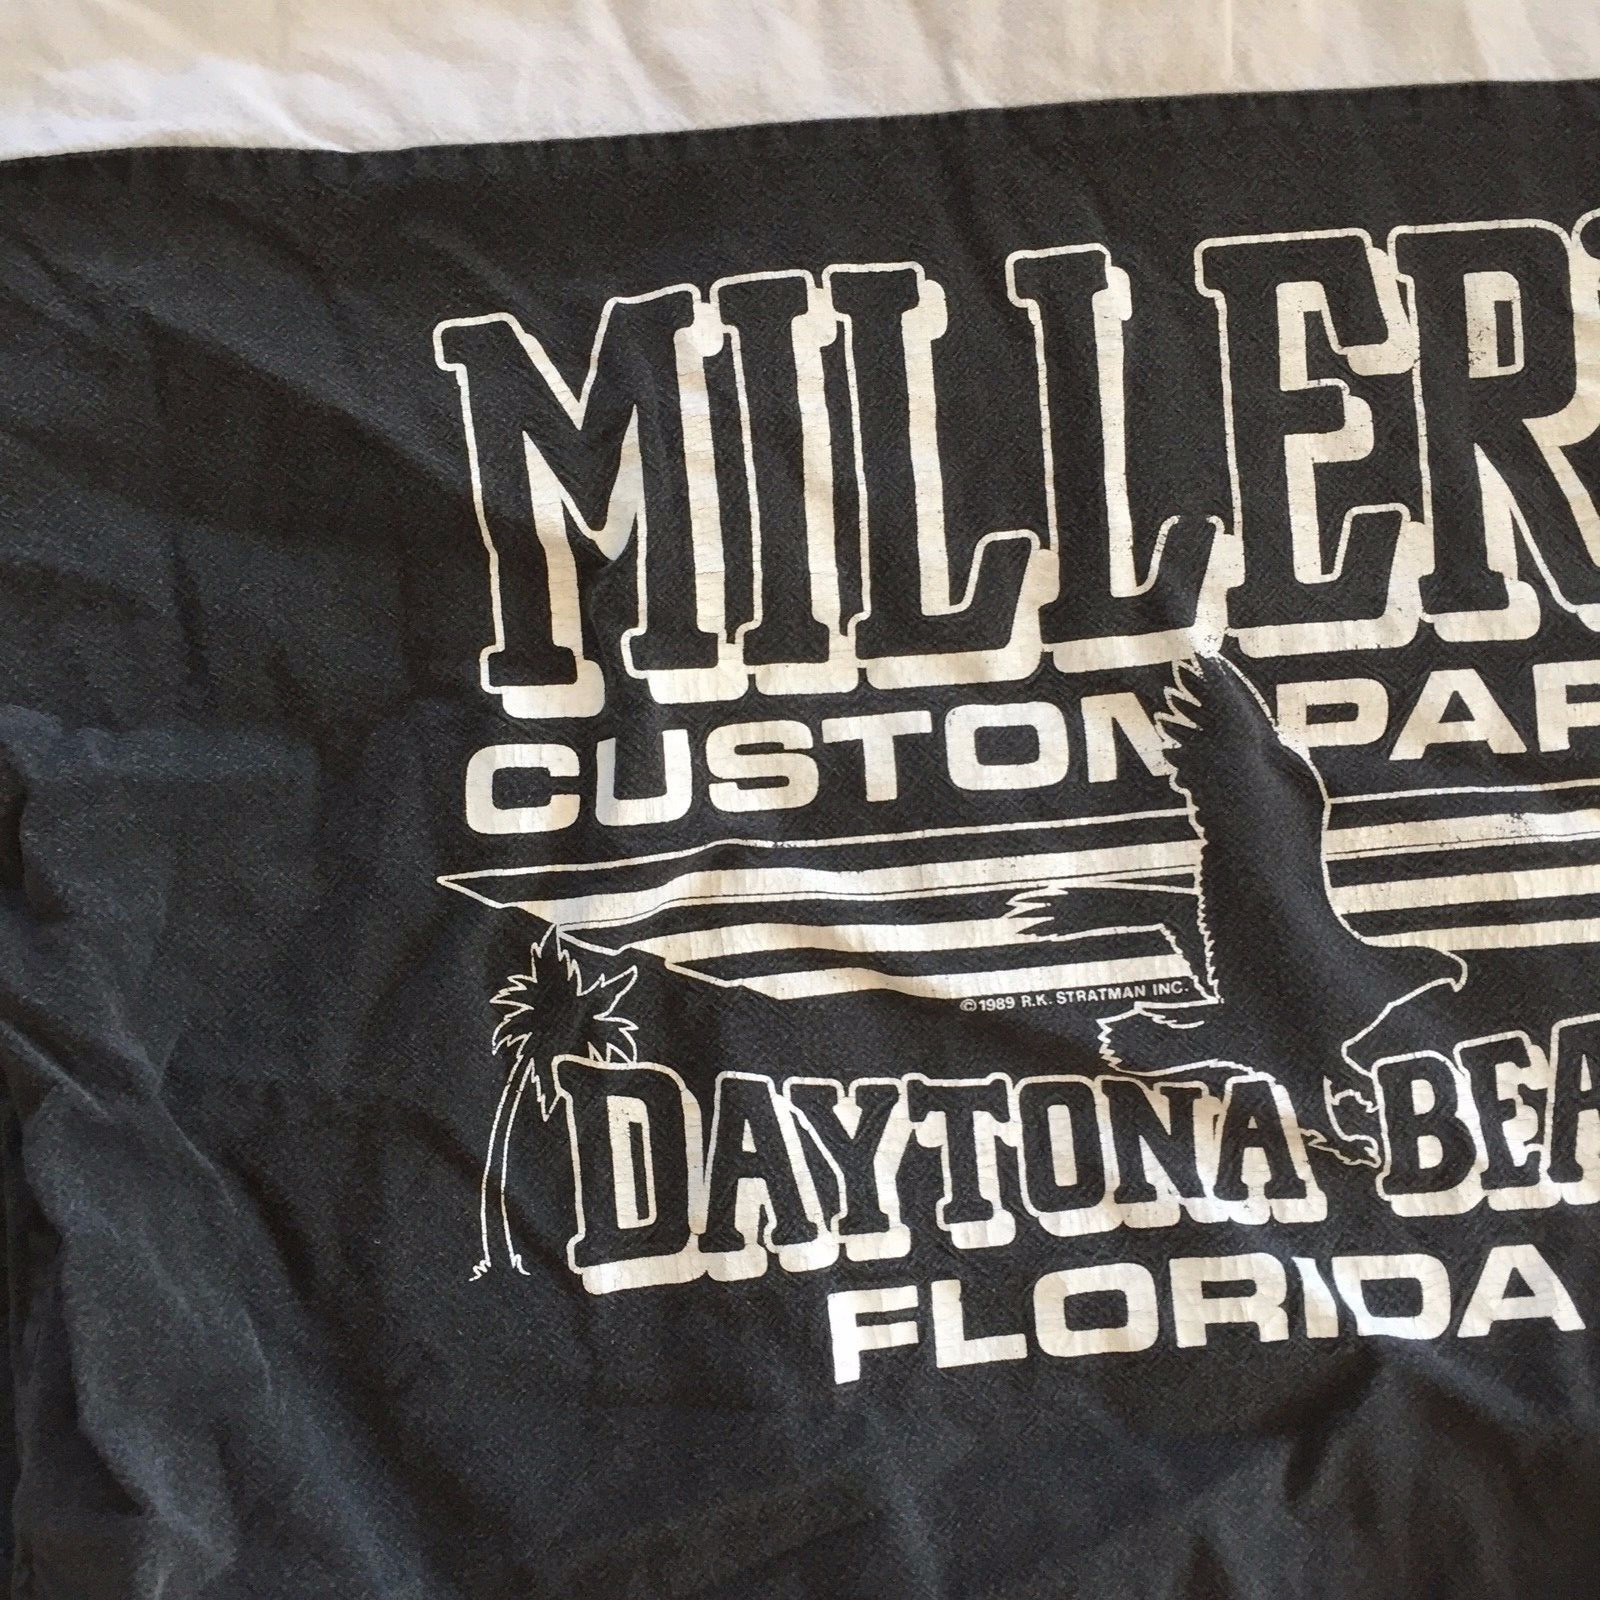 MILLER'
CUSTOM PAR
©1989 R.K. STRATMAN INC.
DAYTONA BEA
FLORIDA